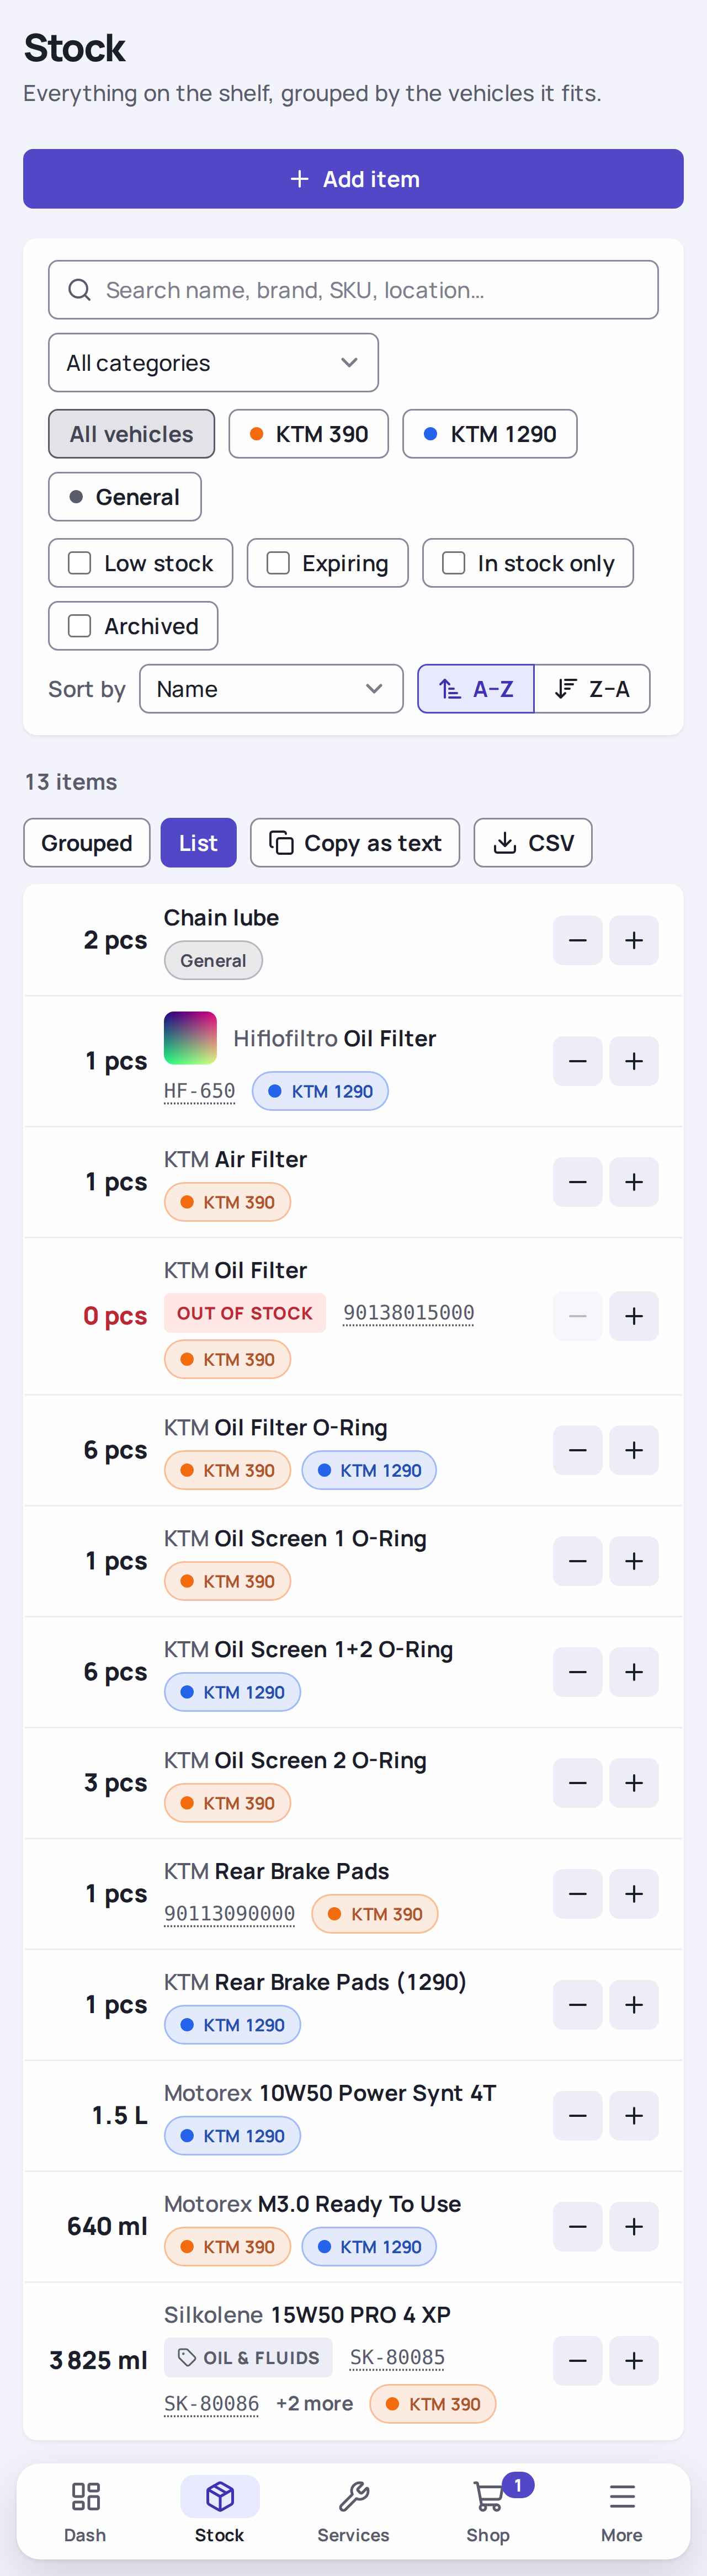 Stock
Everything on the shelf, grouped by the vehicles it fits.
Add item
Search name, brand, SKU, location…
All categories
All vehicles
KTM 390
KTM 1290
General
Low stock
Expiring
In stock only
Archived
Sort by
Name
A–Z
Z–A
13 items
Grouped
List
Copy as text
CSV
2 pcs
Chain lube
General
1 pcs
Hiflofiltro Oil Filter
HF-650
KTM 1290
1 pcs
KTM Air Filter
KTM 390
0 pcs
KTM Oil Filter
OUT OF STOCK
90138015000
KTM 390
6 pcs
KTM Oil Filter O-Ring
KTM 390
KTM 1290
1 pcs
KTM Oil Screen 1 O-Ring
KTM 390
6 pcs
KTM Oil Screen 1+2 O-Ring
KTM 1290
3 pcs
KTM Oil Screen 2 O-Ring
KTM 390
1 pcs
KTM Rear Brake Pads
90113090000
KTM 390
1 pcs
KTM Rear Brake Pads (1290)
KTM 1290
1.5 L
Motorex 10W50 Power Synt 4T
KTM 1290
640 ml
Motorex M3.0 Ready To Use
KTM 390
KTM 1290
3 825 ml
Silkolene 15W50 PRO 4 XP
OIL & FLUIDS
SK-80085
SK-80086
+2 more
KTM 390
Dash
Stock
Services
1
Shop
More